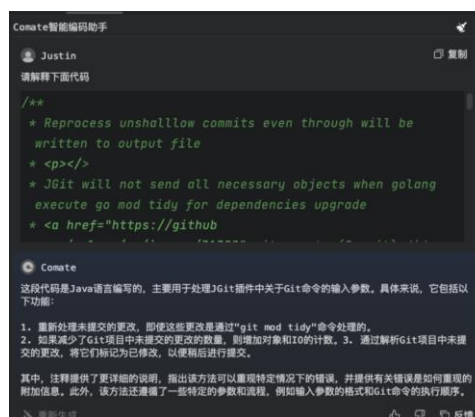 Comate智能编码助手
Justin
复制
请解释下面代码
/**
* Reprocess unshalllow commits even through will be
written to output file
* <p></>
* JGit will not send all necessary objects when golang
execute go mod tidy for dependencies upgrade
* <a href="https://github
Comate
这段代码是Java语言编写的，主要用于处理JGit插件中关于Git命令的输入参数。具体来说，它包括以
下功能：
1. 重新处理未提交的更改，即使这些更改是通过"git mod tidy"命令处理的。
2. 如果减少了Git项目中未提交的更改的数量，则增加对象和IO的计数。3. 通过解析Git项目中未提
交的更改，将它们标记为已修改，以便稍后进行提交。
其中，注释提供了更详细的说明，指出该方法可以重现特定情况下的错误，并提供有关错误是如何重现的
附加信息。此外，该方法还遵循了一些特定的参数和流程，例如输入参数的格式和Git命令的执行顺序，
重新生成
反馈